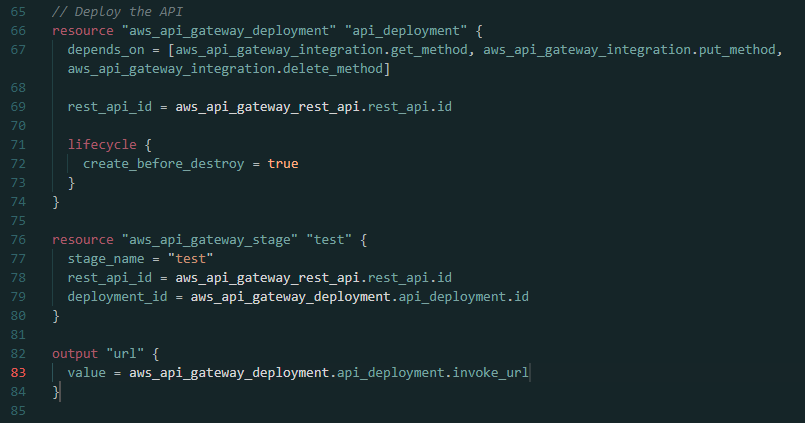 65 // Deploy the API
66 resource "aws_api_gateway_deployment" "api_deployment" {
67 depends_on = [aws_api_gateway_integration.get_method, aws_api_gateway_integration.put_method,
aws_api_gateway_integration.delete_method]
68
69 rest_api_id = aws_api_gateway_rest_api.rest_api.id
70
71 lifecycle {
72 create_before_destroy = true
73 }
74 }
75
76 resource "aws_api_gateway_stage" "test" {
77 stage_name = "test"
78 rest_api_id = aws_api_gateway_rest_api.rest_api.id
79 deployment_id = aws_api_gateway_deployment.api_deployment.id
80 }
81
82 output "url" {
83 value = aws_api_gateway_deployment.api_deployment.invoke_url
84 }
85